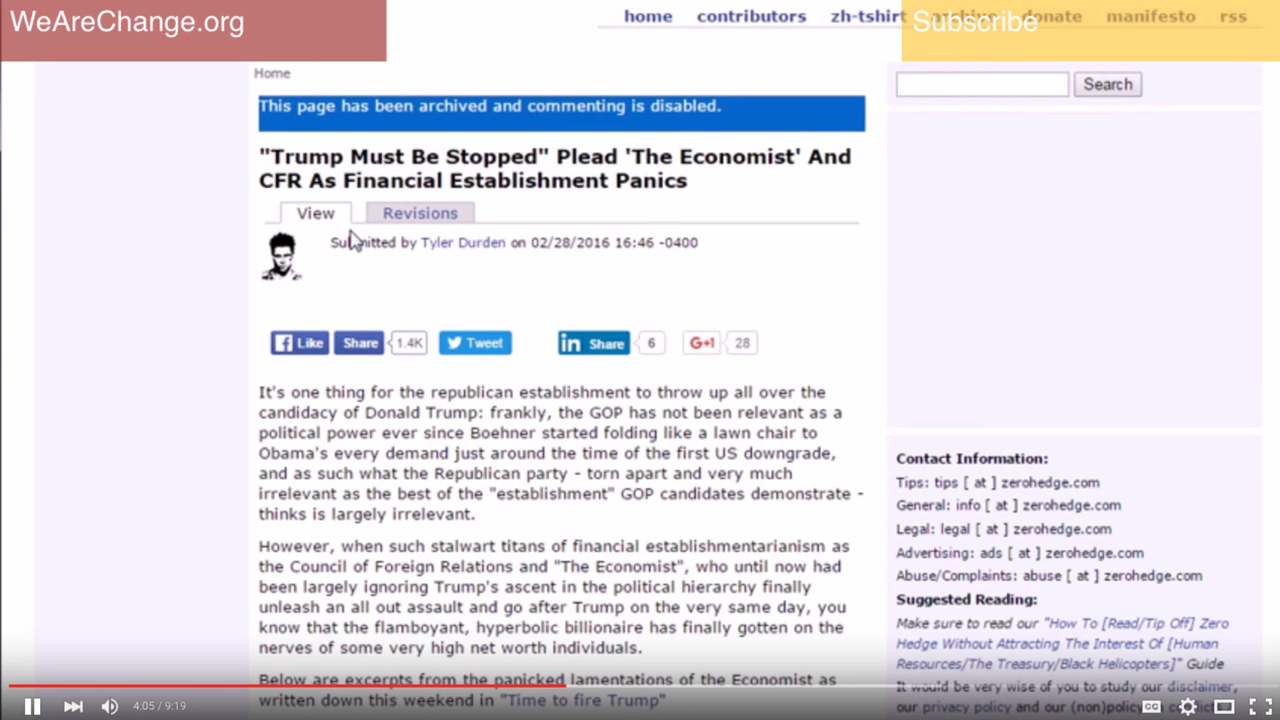 WeAreChange.org
home contributors zh-tshirt archive donate manifesto rss
Subscribe
Home
Search
This page has been archived and commenting is disabled.
"Trump Must Be Stopped" Plead 'The Economist' And
CFR As Financial Establishment Panics
View Revisions
Submitted by Tyler Durden on 02/28/2016 16:46 -0400
Like Share 1.4K Tweet in Share 6 G+1 28
It's one thing for the republican establishment to throw up all over the
candidacy of Donald Trump: frankly, the GOP has not been relevant as a
political power ever since Boehner started folding like a lawn chair to
Obama's every demand just around the time of the first US downgrade,
and as such what the Republican party - torn apart and very much
irrelevant as the best of the "establishment" GOP candidates demonstrate -
thinks is largely irrelevant.
However, when such stalwart titans of financial establishmentarianism as
the Council of Foreign Relations and "The Economist", who until now had
been largely ignoring Trump's ascent in the political hierarchy finally
unleash an all out assault and go after Trump on the very same day, you
know that the flamboyant, hyperbolic billionaire has finally gotten on the
nerves of some very high net worth individuals.
Below are excerpts from the panicked lamentations of the Economist as
written down this weekend in "Time to fire Trump"
Contact Information:
Tips: tips [ at ] zerohedge.com
General: info [ at ] zerohedge.com
Legal: legal [ at ] zerohedge.com
Advertising: ads [ at ] zerohedge.com
Abuse/Complaints: abuse [ at ] zerohedge.com
Suggested Reading:
Make sure to read our "How To [Read/Tip Off] Zero
Hedge Without Attracting The Interest Of [Human
Resources/The Treasury/Black Helicopters]" Guide
It would be very wise of you to study our disclaimer,
our privacy policy and our (non)policy on
4:05 / 9:19
CC